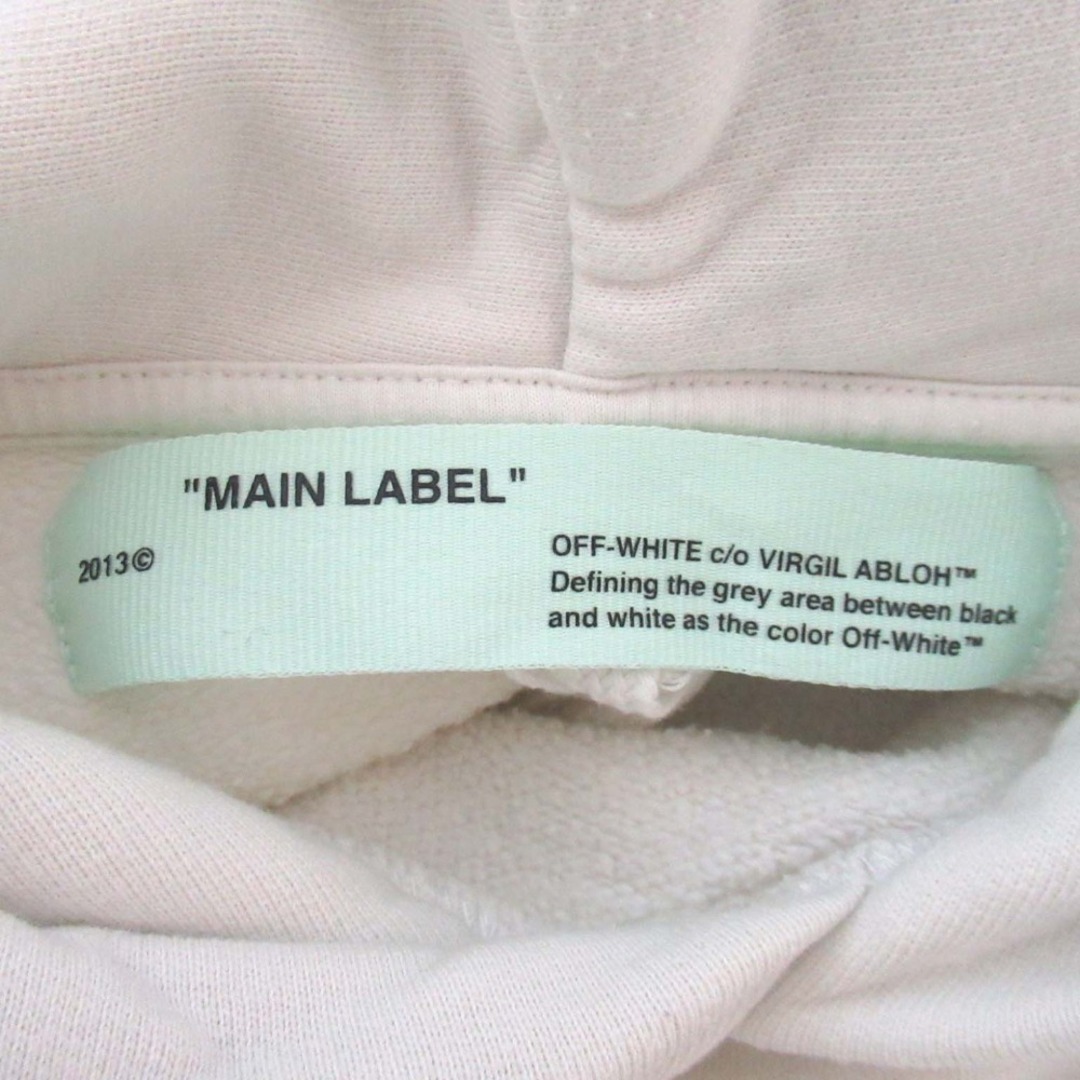 "MAIN LABEL"
2013©
OFF-WHITE c/o VIRGIL ABLOH™
Defining the grey area between black
and white as the color Off-White™